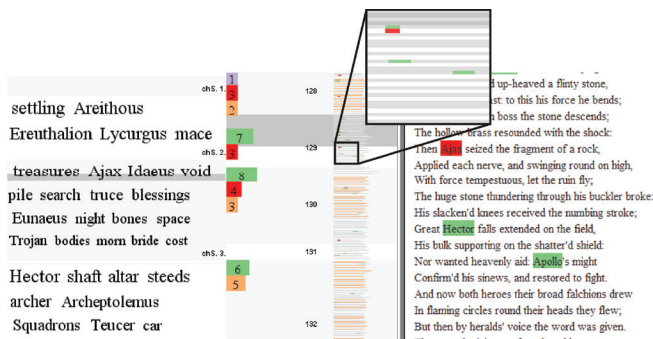 settling Areithous
Ereuthalion Lycurgus mace
treasures Ajax Idaeus void
pile search truce blessings
Eunaeus night bones space
Trojan bodies morn bride cost
Hector shaft altar steeds
archer Archeptolemus
Squadrons Teucer car
chS. 1.
1
3
2
7
chS. 2.
3
8
4
3
chS. 3.
6
5
128
129
130
131
132
d up-heaved a flinty stone,
ast: to this his force he bends;
boss the stone descends;
The hollow brass resounded with the shock:
Then Ajax seized the fragment of a rock,
Applied each nerve, and swinging round on high,
With force tempestuous, let the ruin fly;
The huge stone thundering through his buckler broke:
His slacken'd knees received the numbing stroke;
Great Hector falls extended on the field,
His bulk supporting on the shatter'd shield:
Nor wanted heavenly aid: Apollo's might
Confirm'd his sinews, and restored to fight.
And now both heroes their broad falchions drew
In flaming circles round their heads they flew;
But then by heralds' voice the word was given.